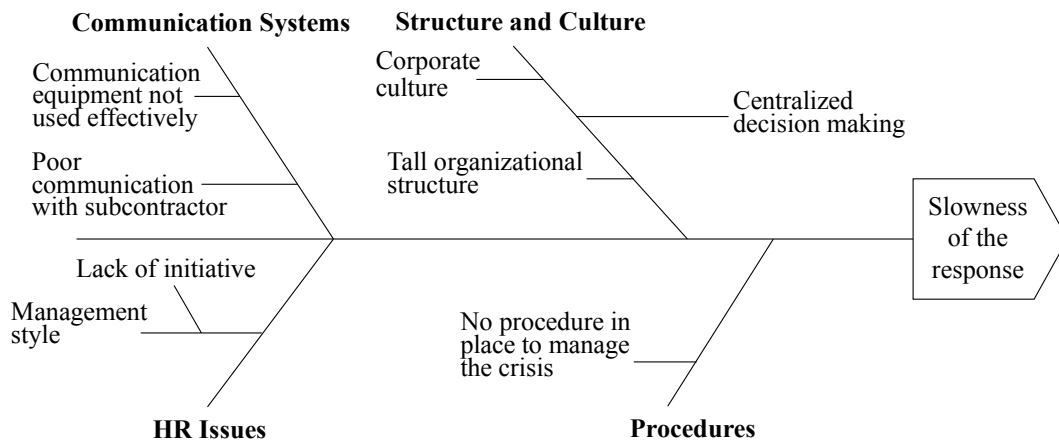 Communication Systems
Structure and Culture
Communication
equipment not
used effectively
Corporate
culture
Centralized
decision making
Poor
communication
with subcontractor
Tall organizational
structure
Slowness
of the
response
Lack of initiative
Management
style
No procedure in
place to manage
the crisis
HR Issues
Procedures